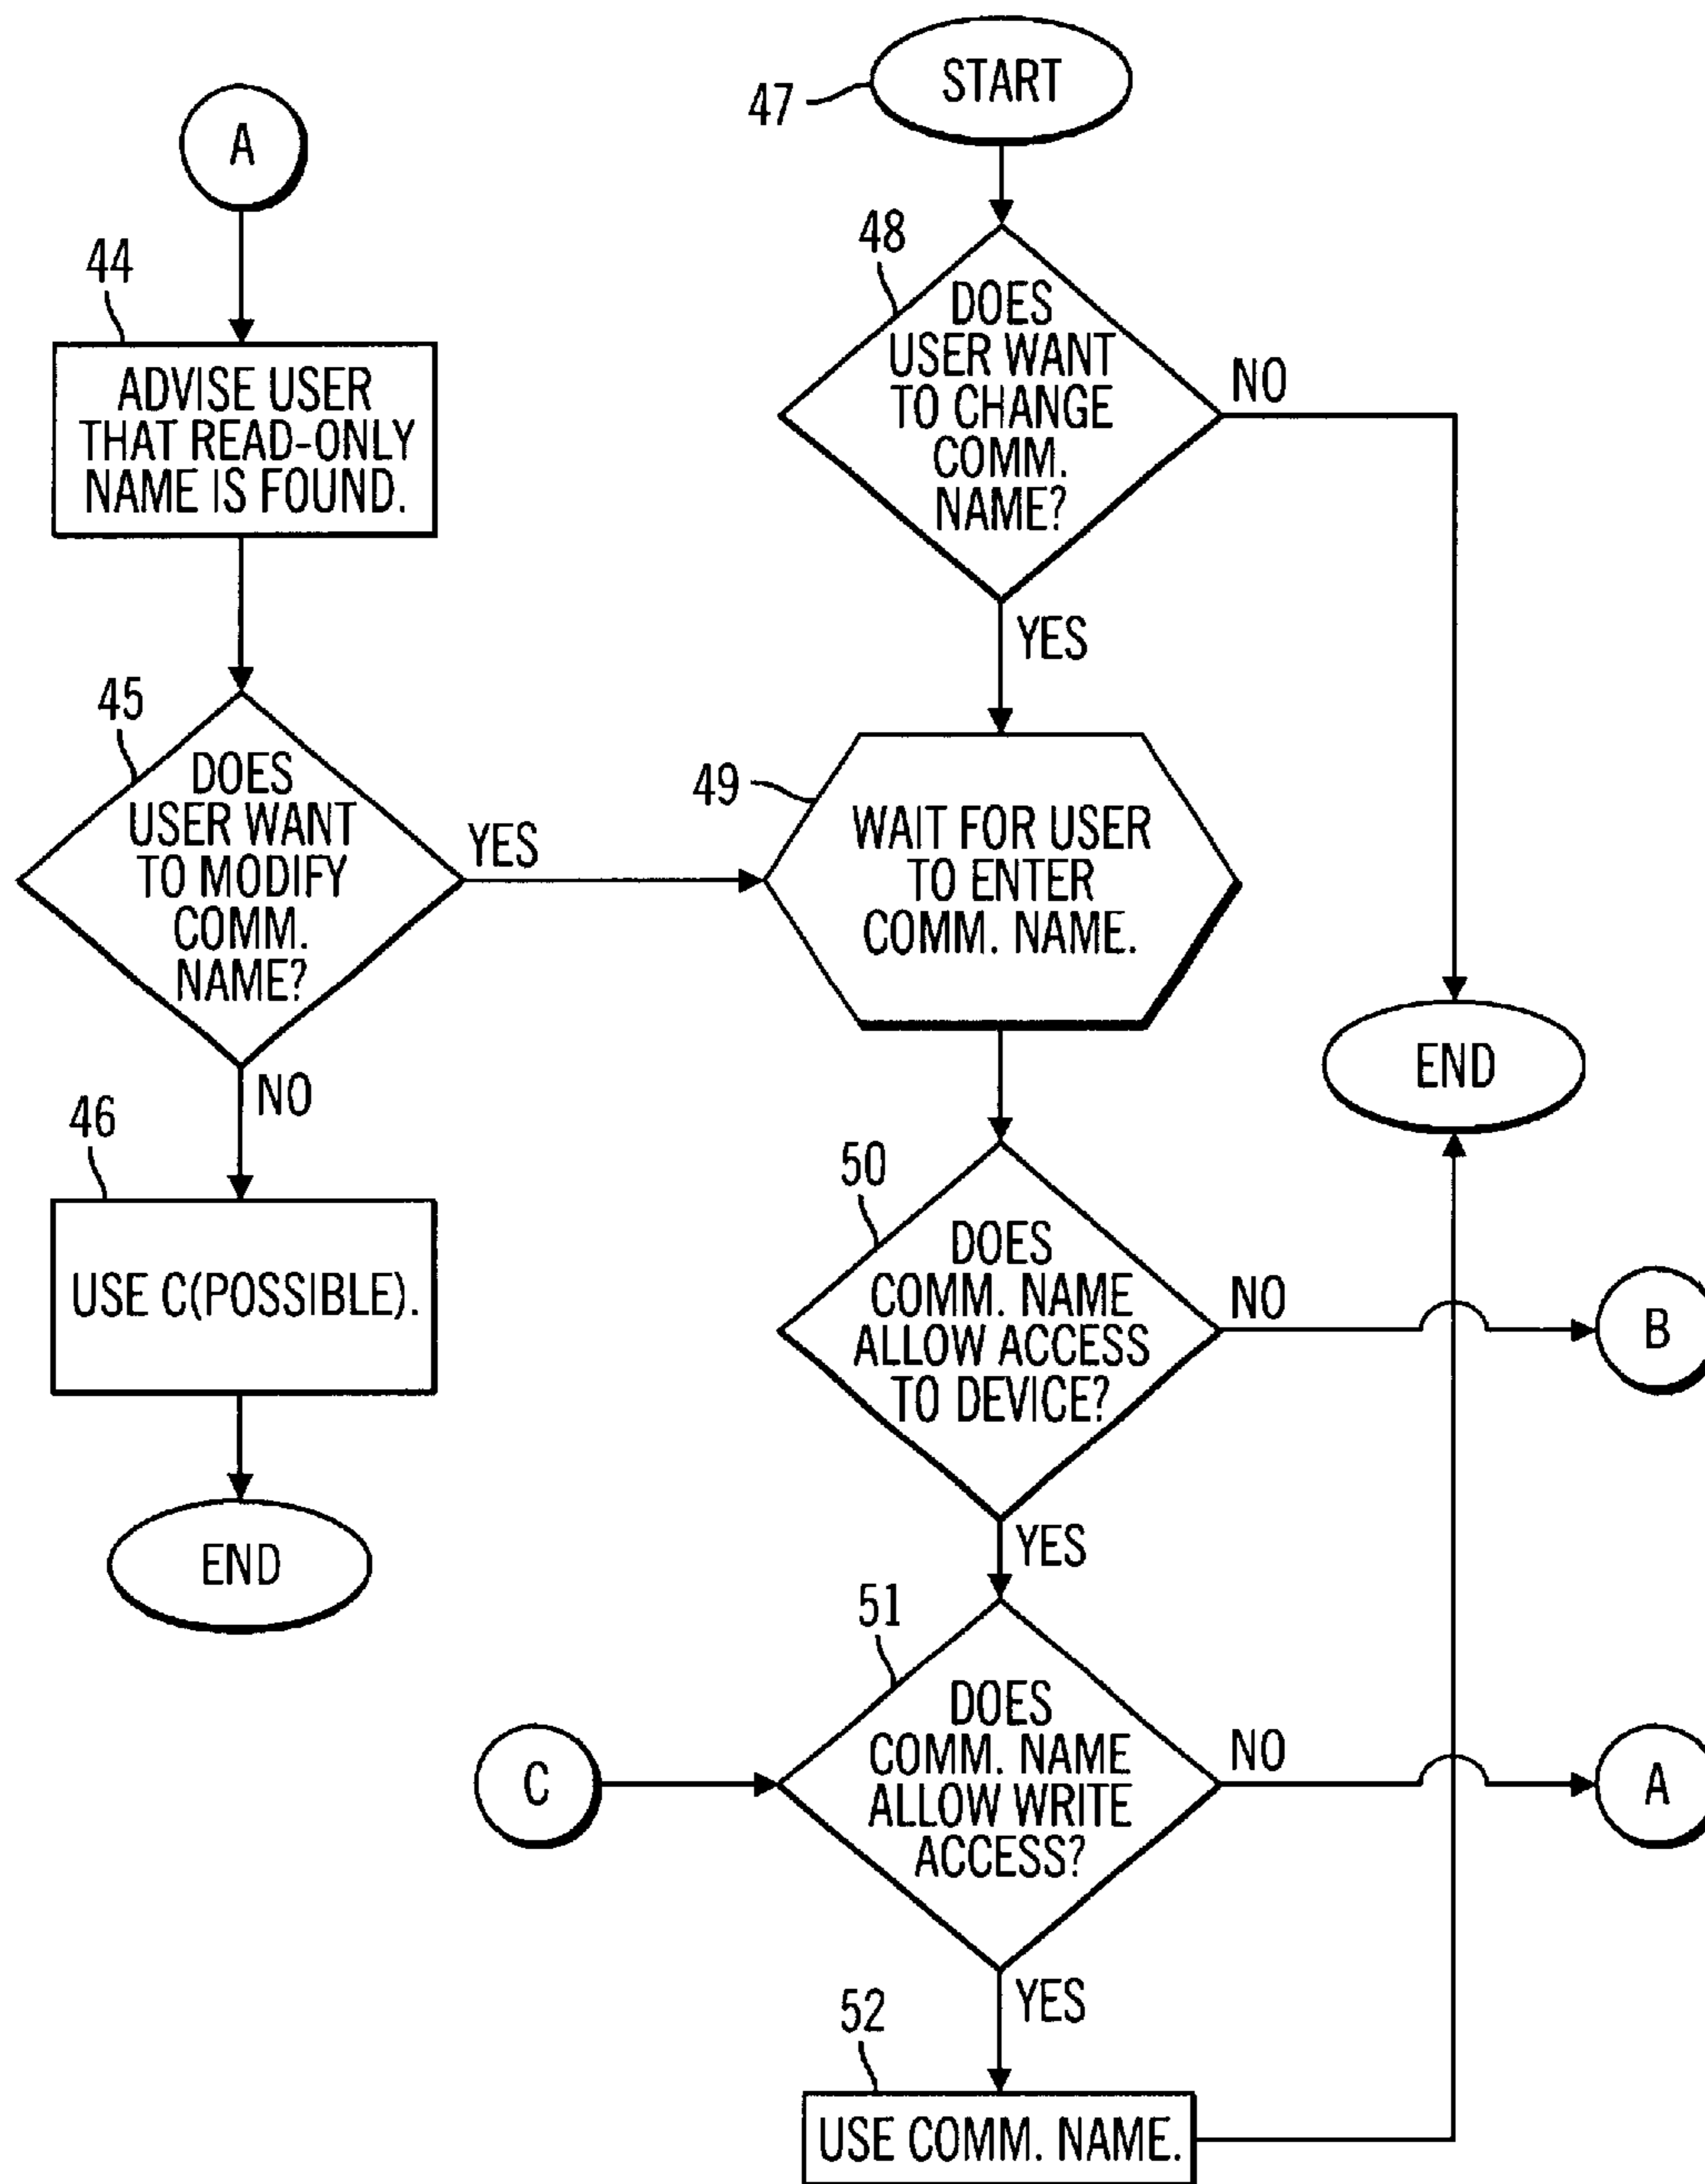 A
44
ADVISE USER
THAT READ-ONLY
NAME IS FOUND.
45
DOES
USER WANT
TO MODIFY
COMM.
NAME?
YES
NO
46
USE C(POSSIBLE).
END
47
START
48
DOES
USER WANT
TO CHANGE
COMM.
NAME?
NO
YES
49
WAIT FOR USER
TO ENTER
COMM. NAME.
END
50
DOES
COMM. NAME
ALLOW ACCESS
TO DEVICE?
NO
B
YES
51
C
DOES
COMM. NAME
ALLOW WRITE
ACCESS?
NO
A
YES
52
USE COMM. NAME.